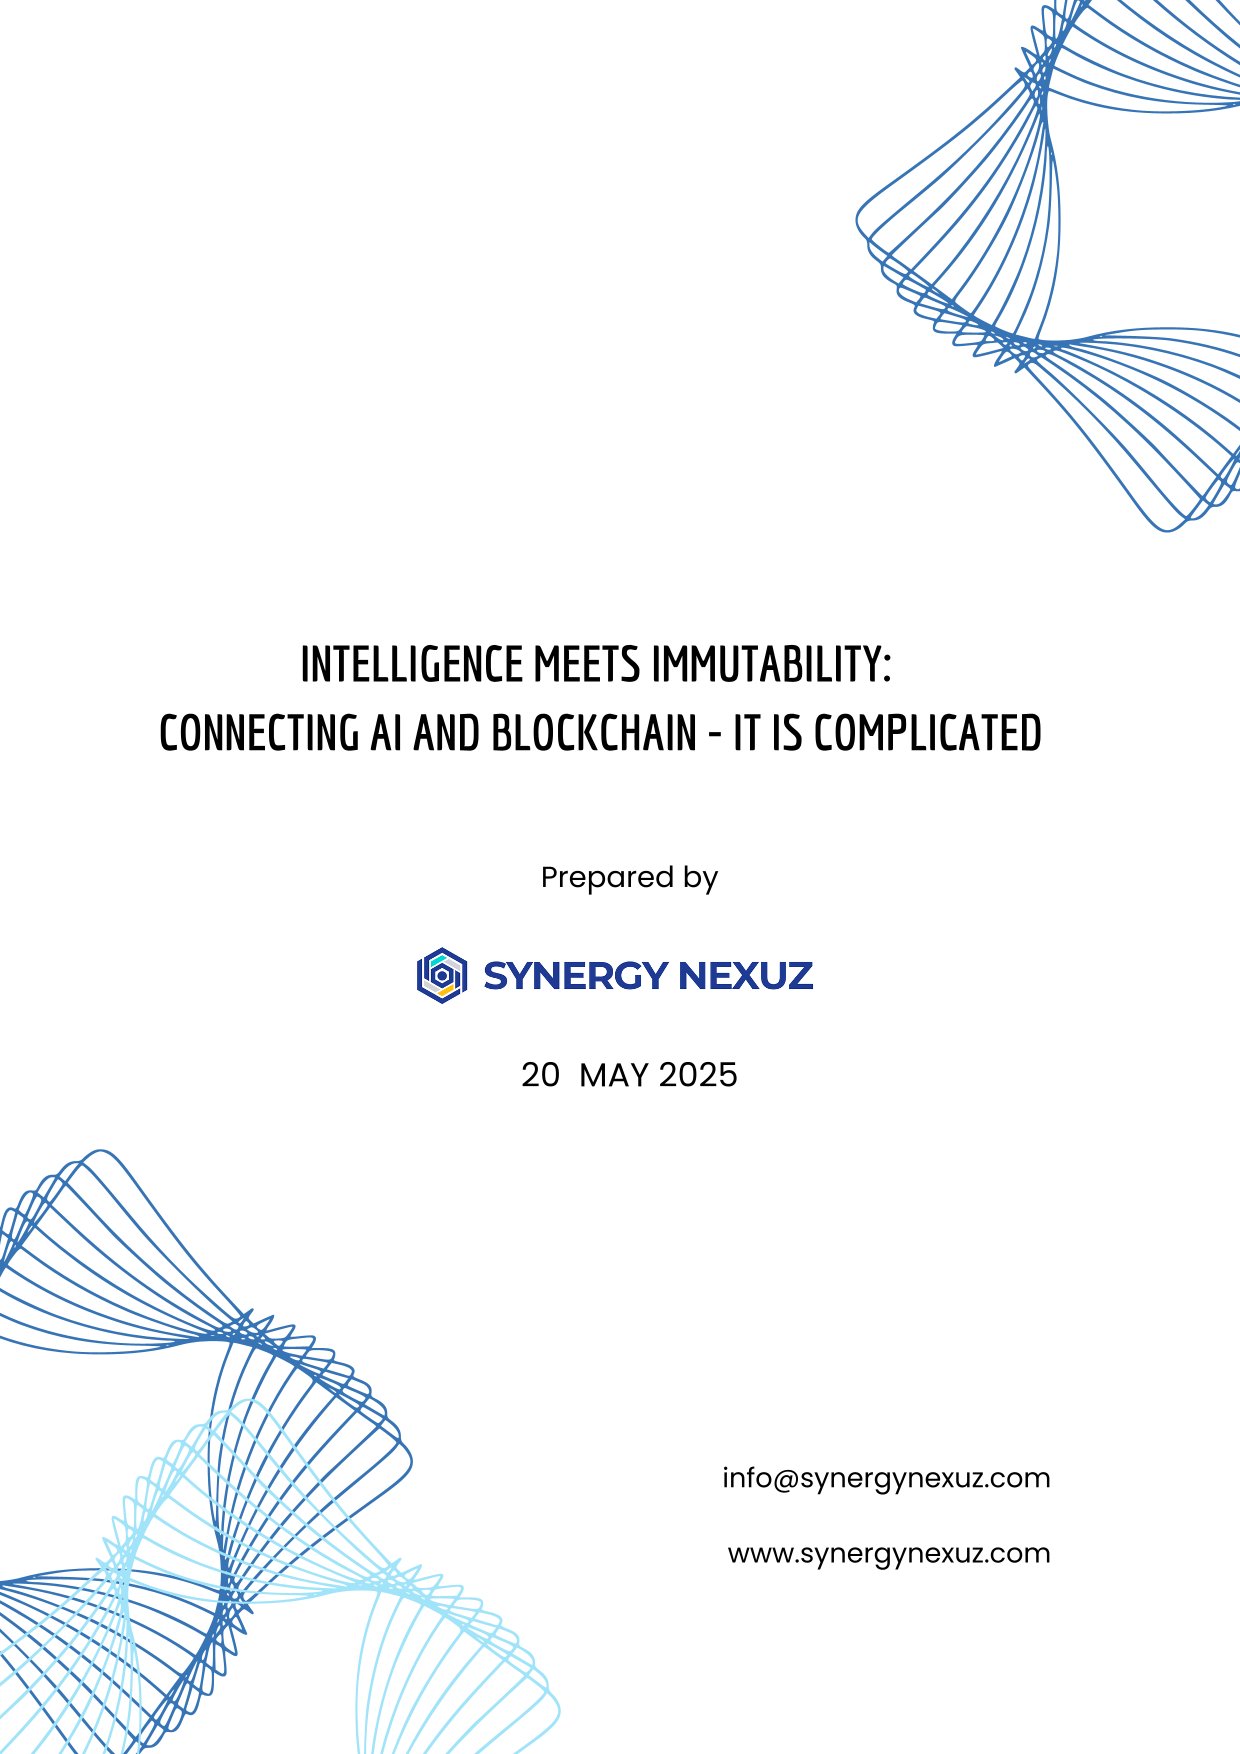 INTELLIGENCE MEETS IMMUTABILITY:
CONNECTING AI AND BLOCKCHAIN - IT IS COMPLICATED
Prepared by
SYNERGY NEXUZ
20 MAY 2025
info@synergynexuz.com
www.synergynexuz.com